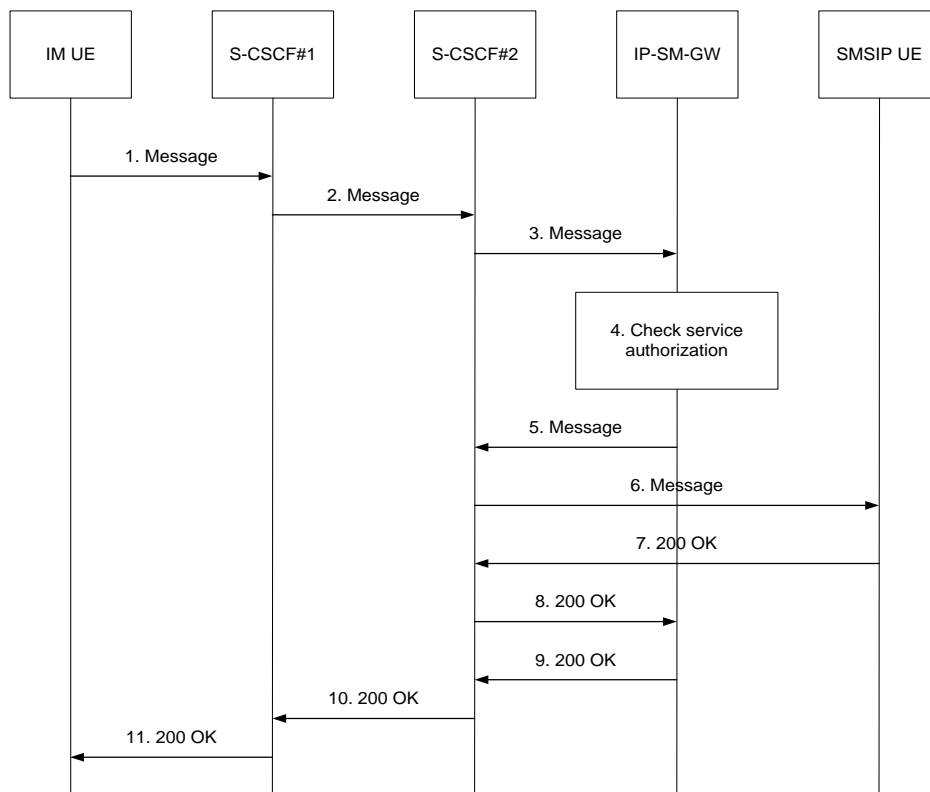 IM UE
S-CSCF#1
S-CSCF#2
IP-SM-GW
SMSIP UE
1. Message
2. Message
3. Message
4. Check service
authorization
5. Message
6. Message
7. 200 OK
8. 200 OK
9. 200 OK
10. 200 OK
11. 200 OK